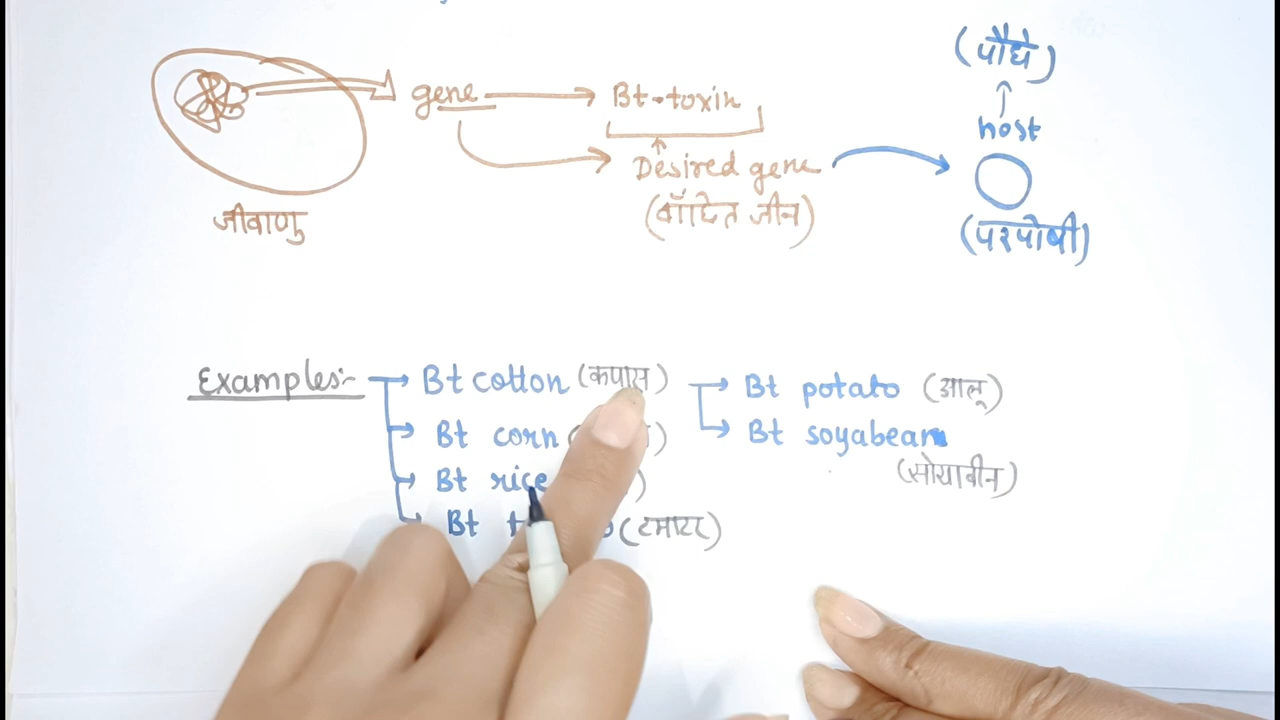 (पौधे)
gene → Bt-toxin
host
Desired gene
(वाँछित जीन)
जीवाणु
(परपोषी)
Examples:-
Bt cotton (कपास)
Bt corn
Bt rice
Bt
(टमाटर)
Bt potato (आलू)
Bt soyabean
(सोयाबीन)